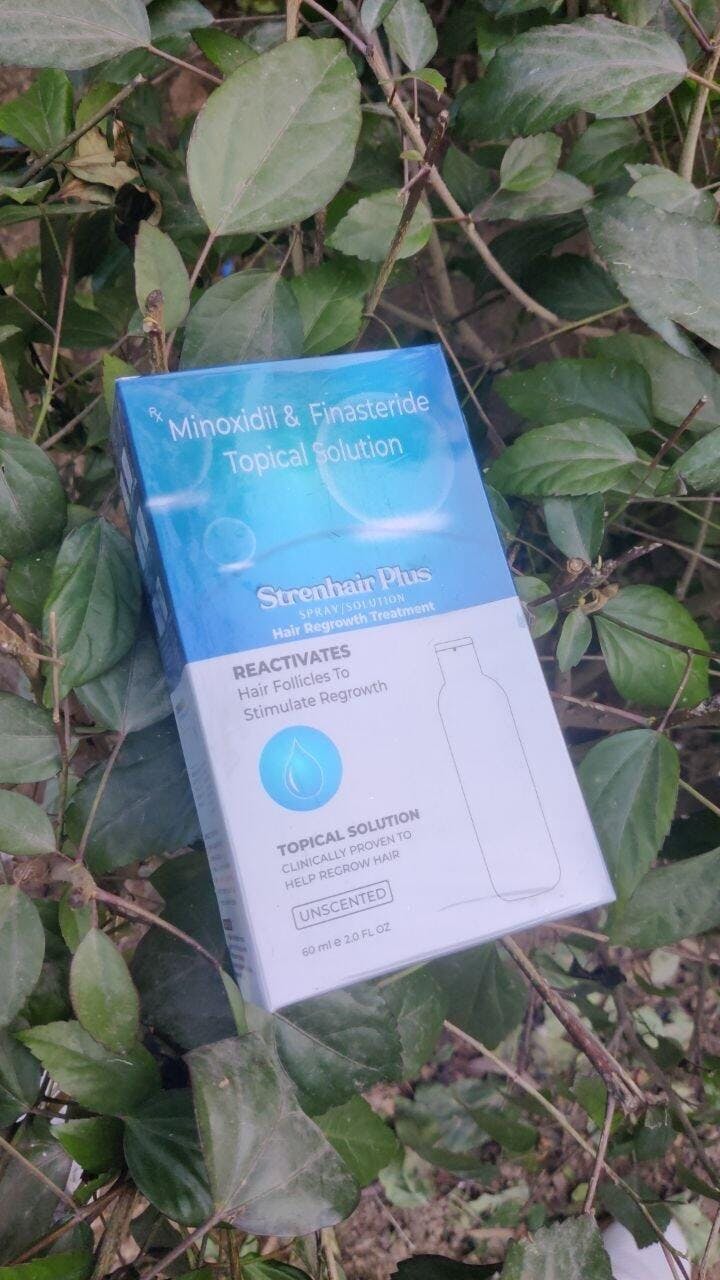 Rx Minoxidil & Finasteride
Topical Solution
Strenhair Plus
SPRAY/SOLUTION
Hair Regrowth Treatment
REACTIVATES
Hair Follicles To
Stimulate Regrowth
TOPICAL SOLUTION
CLINICALLY PROVEN TO
HELP REGROW HAIR
UNSCENTED
60 ml e 2.0 FL OZ